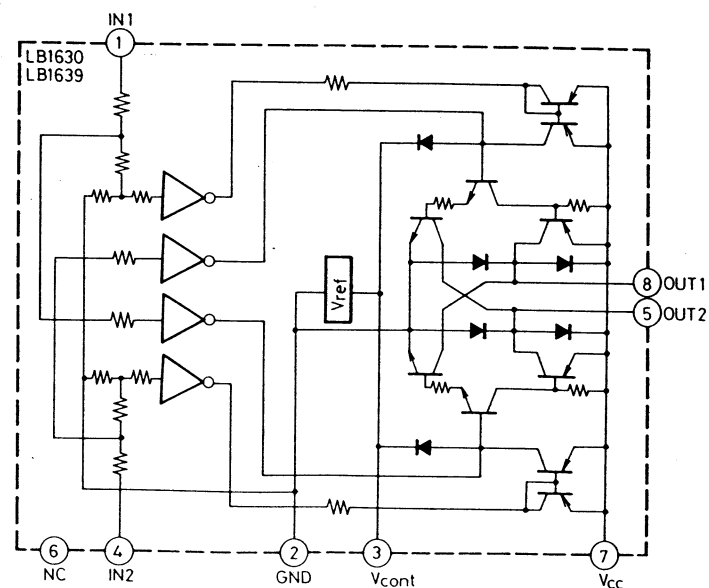 IN1
1
LB1630
LB1639
Vref
8 OUT1
5 OUT2
6
4
2
3
7
NC
IN2
GND
Vcont
Vcc